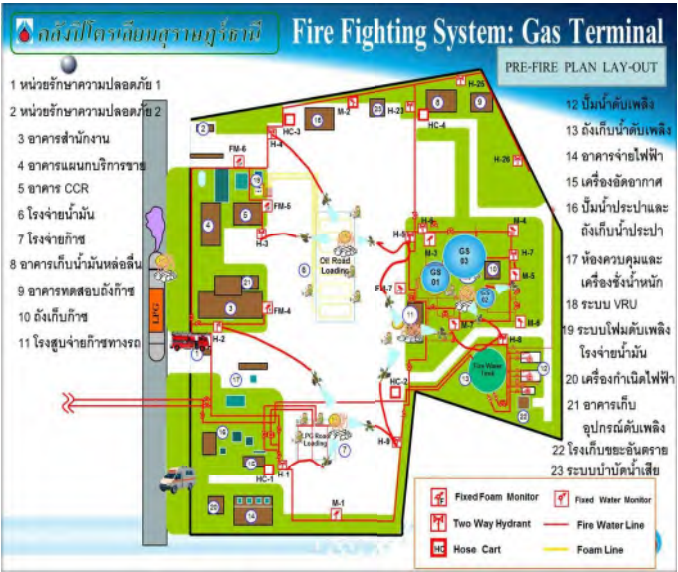 คลังปิโตรเลียมสุราษฎร์ธานี
Fire Fighting System: Gas Terminal
PRE-FIRE PLAN LAY-OUT
1 หน่วยรักษาความปลอดภัย 1
2 หน่วยรักษาความปลอดภัย 2
3 อาคารสำนักงาน
4 อาคารแผนกบริการขาย
5 อาคาร CCR
6 โรงจ่ายน้ำมัน
7 โรงจ่ายก๊าซ
8 อาคารเก็บน้ำมันหล่อลื่น
9 อาคารทดสอบถังก๊าซ
10 ถังเก็บก๊าซ
11 โรงสูบจ่ายก๊าซทางรถ
12 ปั๊มน้ำดับเพลิง
13 ถังเก็บน้ำดับเพลิง
14 อาคารจ่ายไฟฟ้า
15 เครื่องอัดอากาศ
16 ปั๊มน้ำประปาและ
ถังเก็บน้ำประปา
17 ห้องควบคุมและ
เครื่องชั่งน้ำหนัก
18 ระบบ VRU
19 ระบบโฟมดับเพลิง
โรงจ่ายน้ำมัน
20 เครื่องกำเนิดไฟฟ้า
21 อาคารเก็บ
อุปกรณ์ดับเพลิง
22 โรงเก็บขยะอันตราย
23 ระบบบำบัดน้ำเสีย
H-25
M-2
H-23
HC-3
HC-4
H-4
FM-6
H-26
FM-5
H-3
H-5
H-6
M-4
M-3
H-7
M-5
GS
03
GS
01
GS
02
Oil Road
Loading
FM-7
FM-4
LPG
H-2
M-7
M-6
H-8
Fire Water
Tank
HC-2
LPG Road
Loading
H-9
HC-1
H-1
M-1
Fixed Foam Monitor
Fixed Water Monitor
Two Way Hydrant
Fire Water Line
HC
Hose Cart
Foam Line